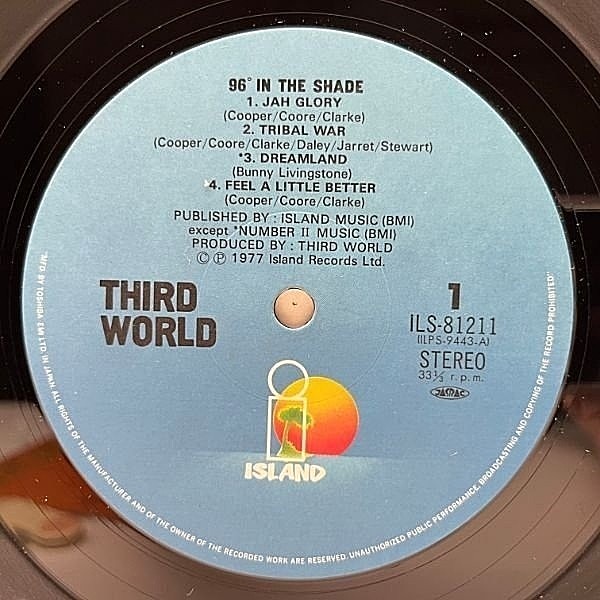 96° IN THE SHADE
1. JAH GLORY
(Cooper/Coore/Clarke)
2. TRIBAL WAR
(Cooper/Coore/Clarke/Daley/Jarret/Stewart)
*3. DREAMLAND
(Bunny Livingstone)
4. FEEL A LITTLE BETTER
(Cooper/Coore/Clarke)
PUBLISHED BY : ISLAND MUSIC (BMI)
except *NUMBER II MUSIC (BMI)
PRODUCED BY : THIRD WORLD
© ℗ 1977 Island Records Ltd.
THIRD
WORLD
1
ILS-81211
(ILPS-9443-A)
STEREO
33⅓ r.p.m.
JASRAC
i
ISLAND
MF'D BY TOSHIBA EMI LTD. IN JAPAN. ALL RIGHTS OF THE MANUFACTURER AND OF THE OWNER OF THE RECORDED WORK ARE RESERVED. UNAUTHORIZED PUBLIC PERFORMANCE, BROADCASTING AND COPYING OF THE RECORD PROHIBITED